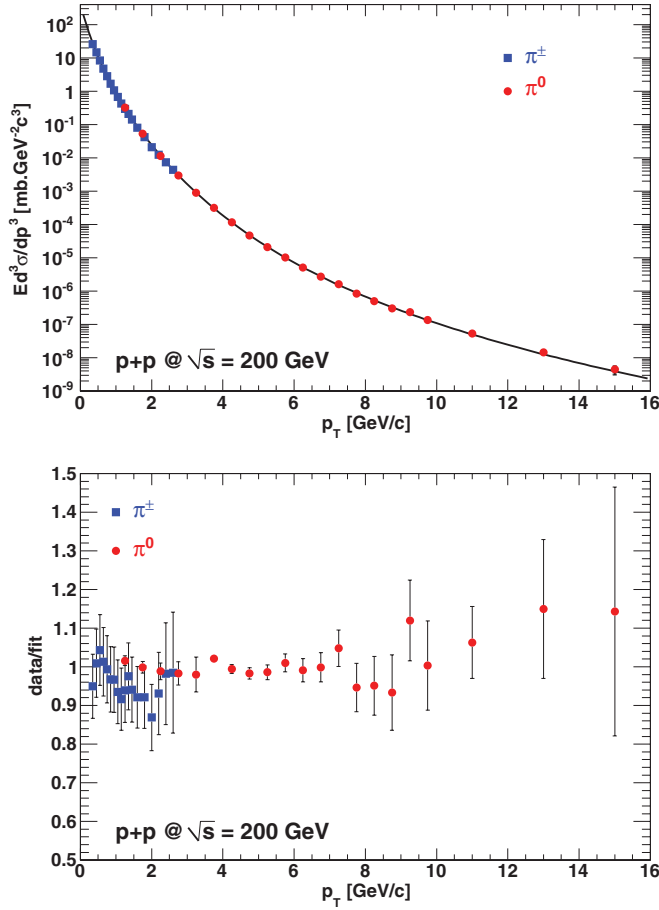 Ed³σ/dp³ [mb.GeV⁻²c³]
10²
10
1
10⁻¹
10⁻²
10⁻³
10⁻⁴
10⁻⁵
10⁻⁶
10⁻⁷
10⁻⁸
10⁻⁹
π±
π⁰
p+p @ √s = 200 GeV
0 2 4 6 8 10 12 14 16
p_T [GeV/c]
data/fit
1.5
1.4
1.3
1.2
1.1
1
0.9
0.8
0.7
0.6
0.5
π±
π⁰
p+p @ √s = 200 GeV
0 2 4 6 8 10 12 14 16
p_T [GeV/c]